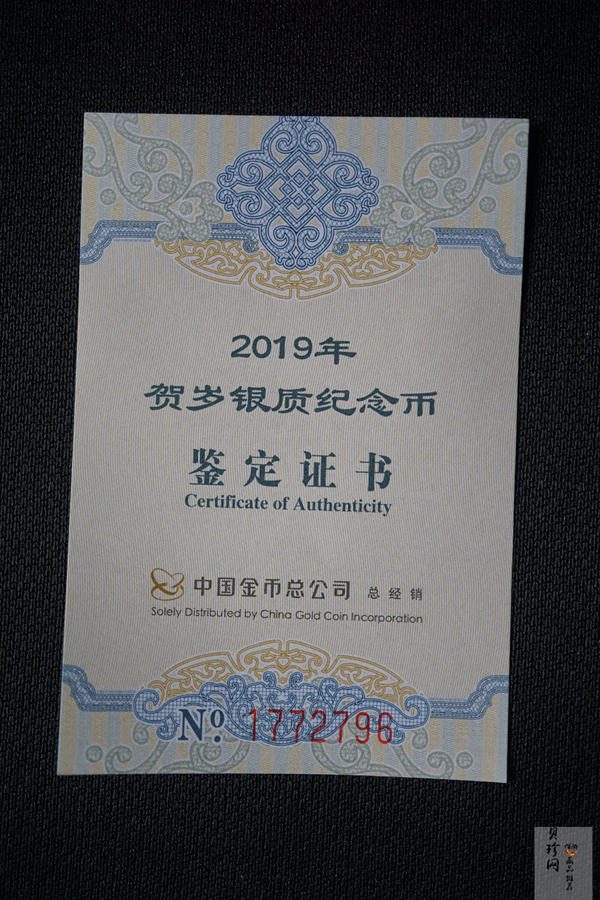 2019年
贺岁银质纪念币
鉴定证书
Certificate of Authenticity
中国金币总公司 总经销
Solely Distributed by China Gold Coin Incorporation
No. 1772796
贝珍网